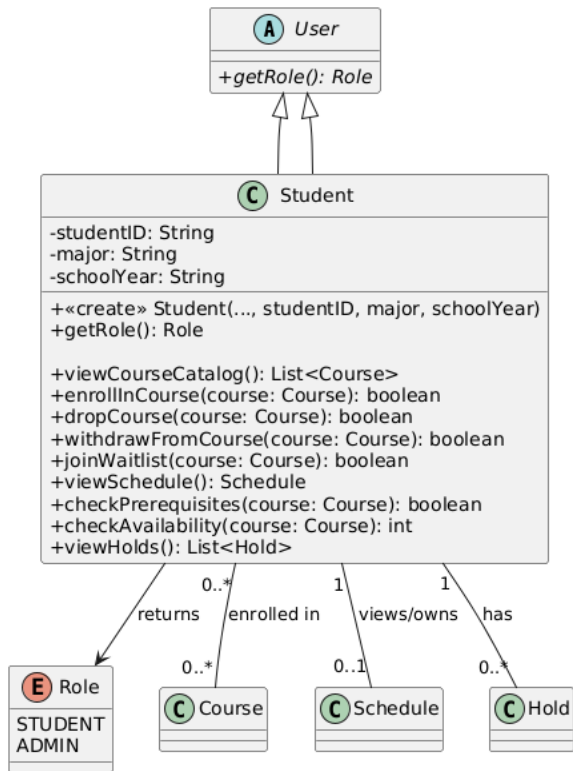 A User
+getRole(): Role
C Student
-studentID: String
-major: String
-schoolYear: String
+«create» Student(..., studentID, major, schoolYear)
+getRole(): Role
+viewCourseCatalog(): List<Course>
+enrollInCourse(course: Course): boolean
+dropCourse(course: Course): boolean
+withdrawFromCourse(course: Course): boolean
+joinWaitlist(course: Course): boolean
+viewSchedule(): Schedule
+checkPrerequisites(course: Course): boolean
+checkAvailability(course: Course): int
+viewHolds(): List<Hold>
0..* 1 1
returns enrolled in views/owns has
0..* 0..1 0..*
E Role
STUDENT
ADMIN
C Course
C Schedule
C Hold